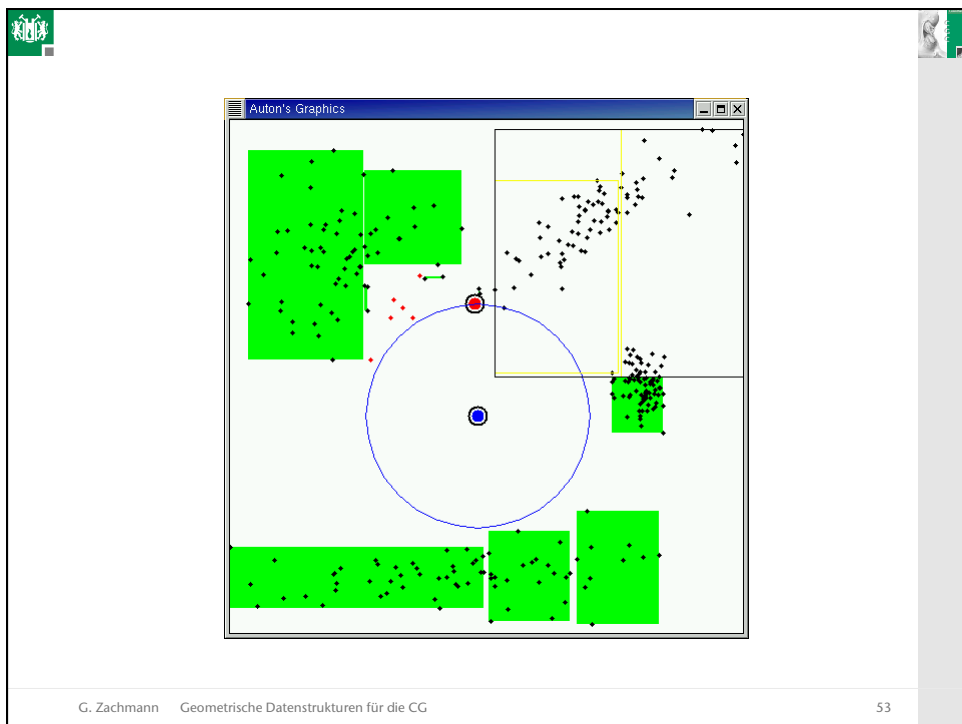 Auton's Graphics
G. Zachmann Geometrische Datenstrukturen für die CG 53